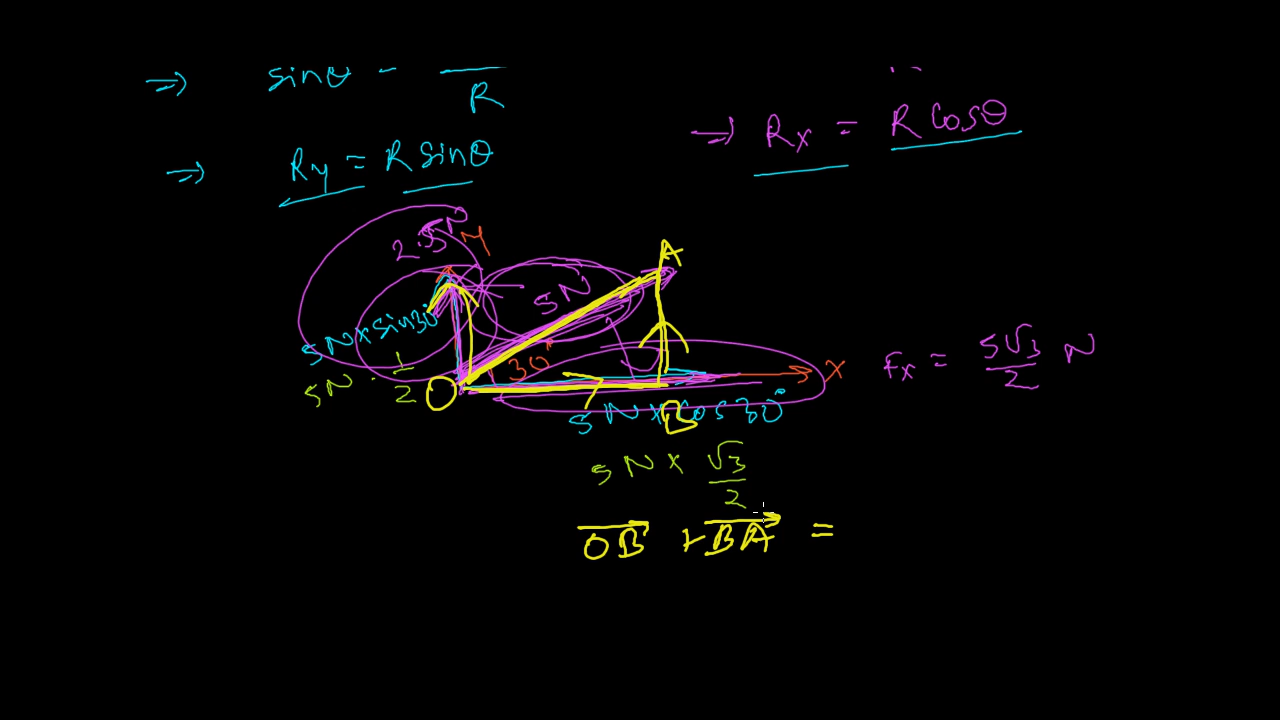 ⇒ sinθ = — / R
⇒ Ry = R sinθ
⇒ Rx = R Cosθ
2.5N
Y
A
5N
5N×sin30°
5N · 1/2
30°
O
X
B
5N×Cos30°
Fx = 5√3/2 N
5N × √3/2
OB + BA =